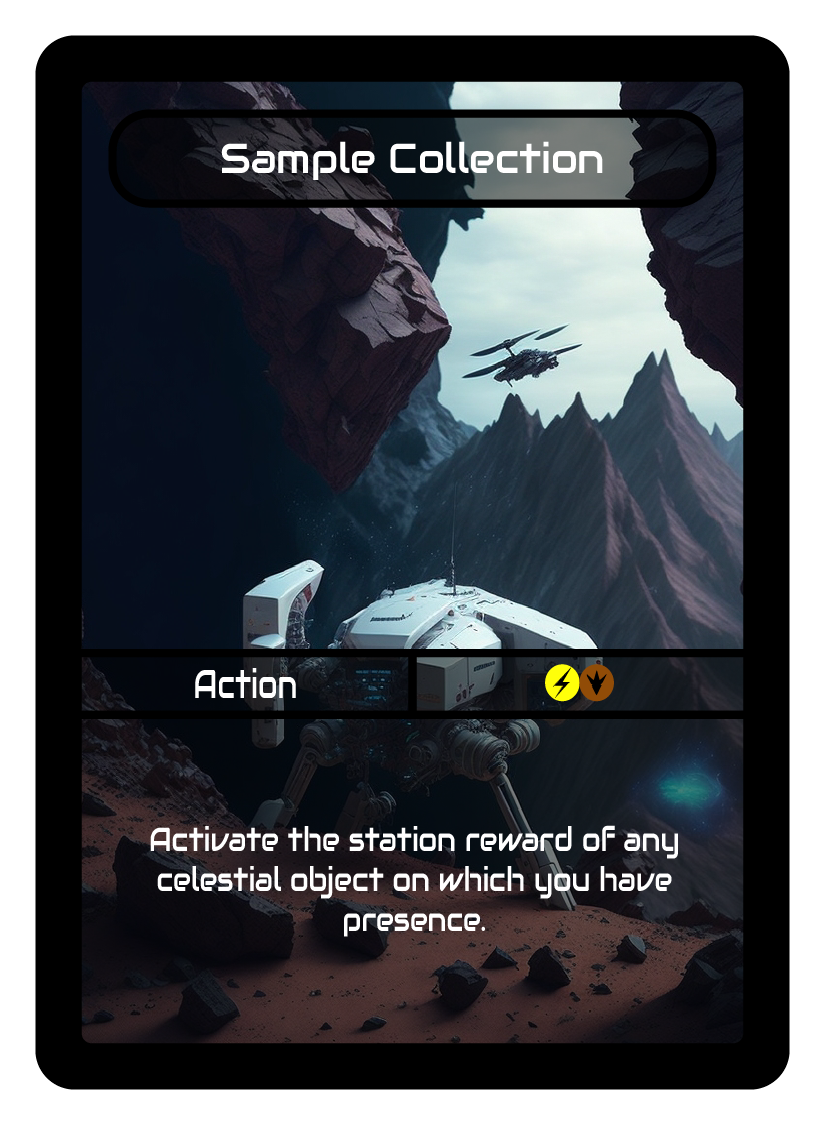 Sample Collection
Action
Activate the station reward of any
celestial object on which you have
presence.